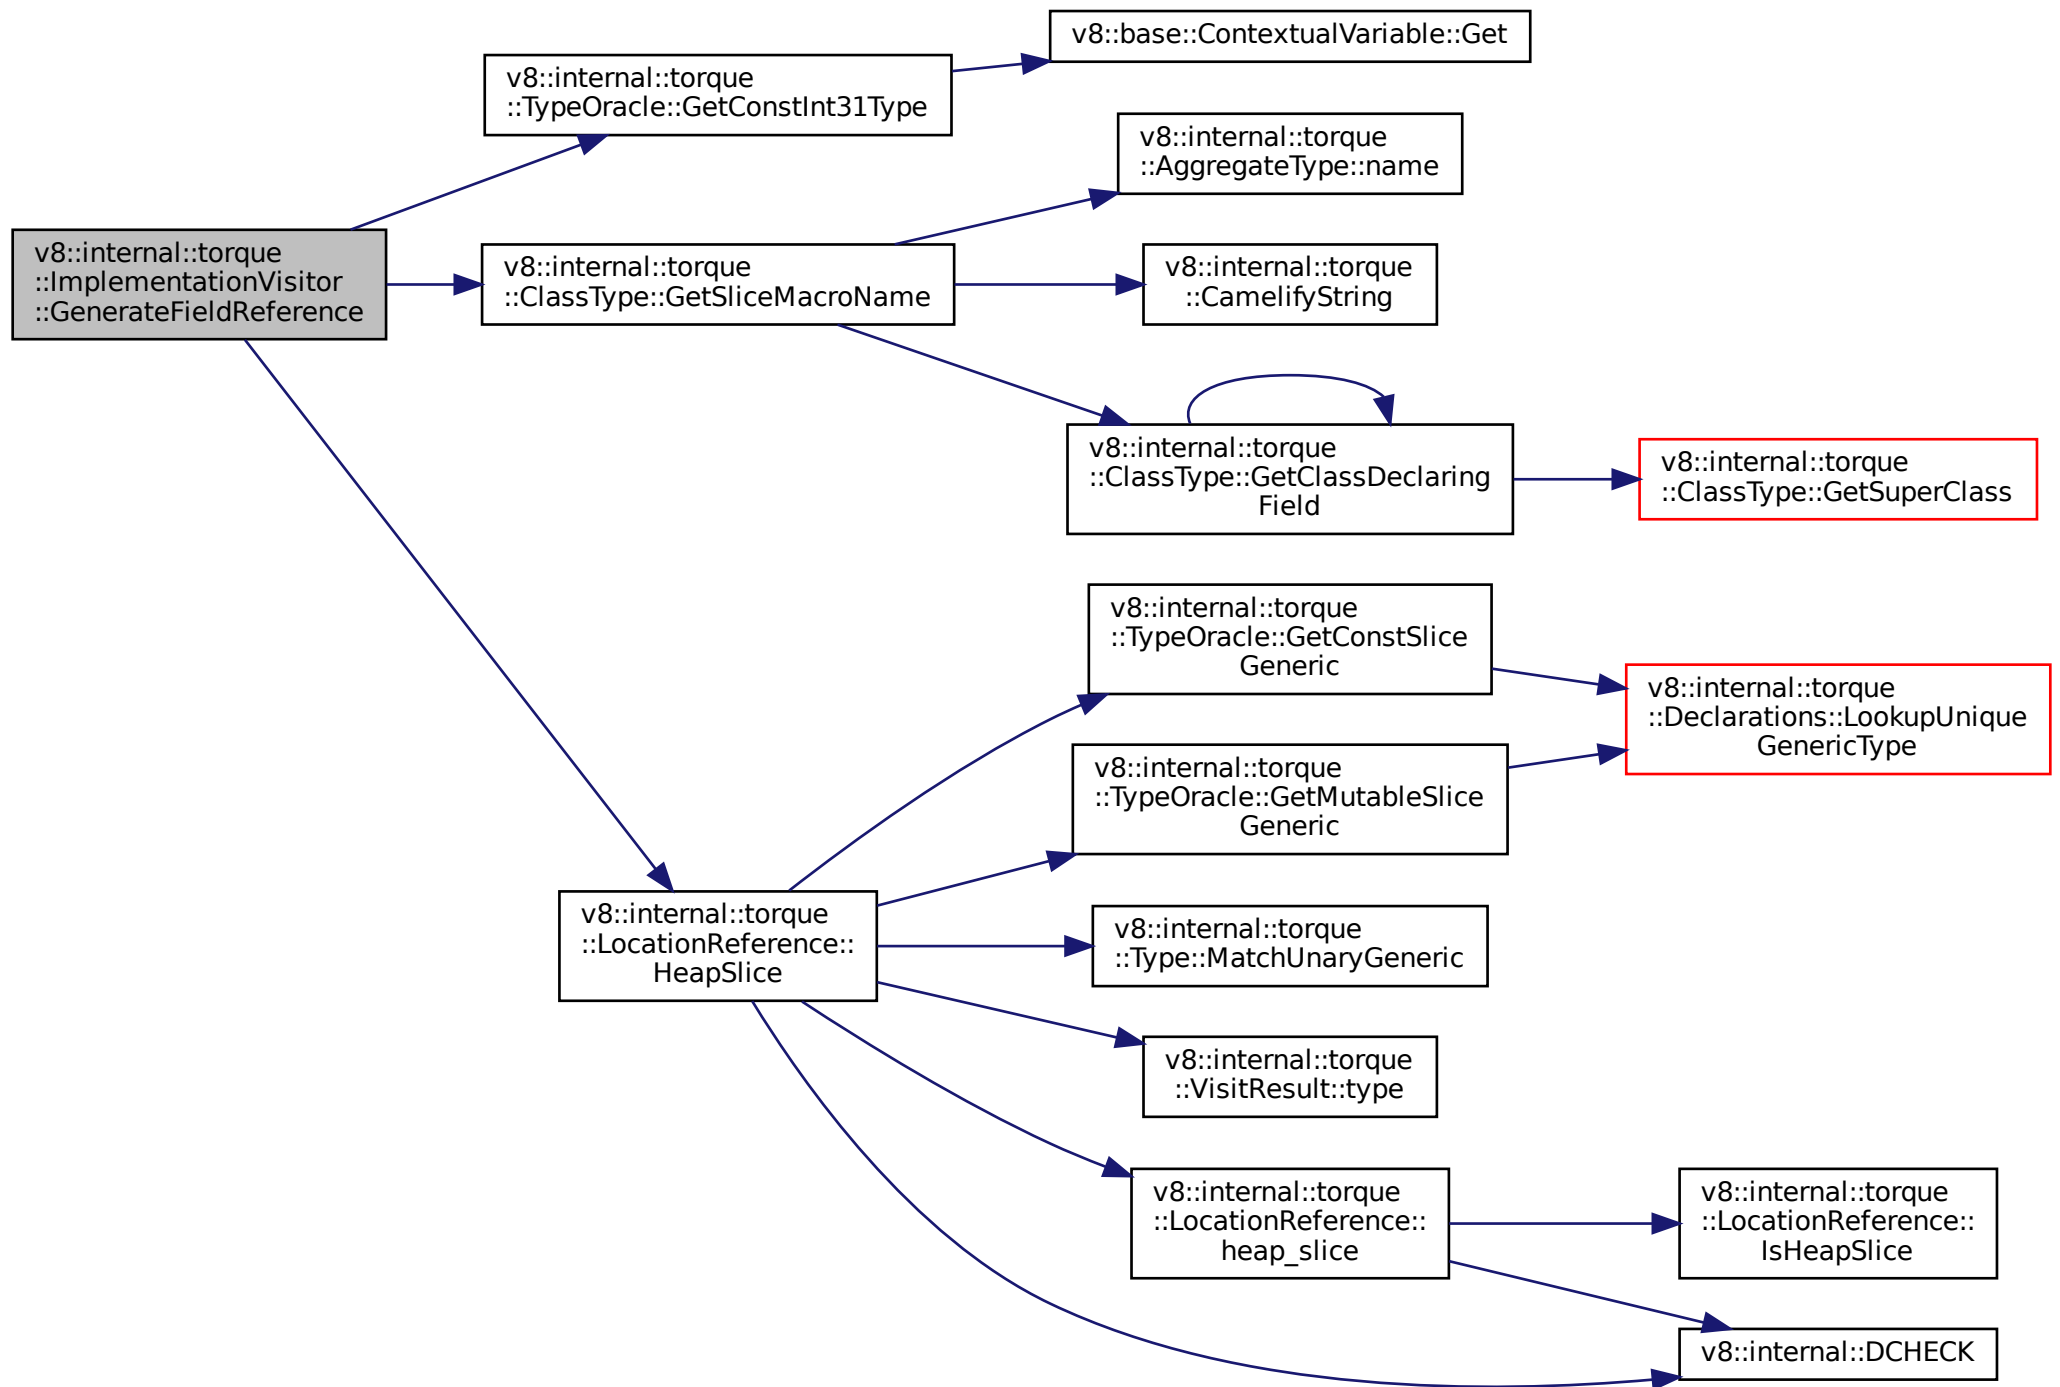 v8::base::ContextualVariable::Get
v8::internal::torque
::TypeOracle::GetConstInt31Type
v8::internal::torque
::AggregateType::name
v8::internal::torque
::ImplementationVisitor
::GenerateFieldReference
v8::internal::torque
::ClassType::GetSliceMacroName
v8::internal::torque
::CamelifyString
v8::internal::torque
::ClassType::GetClassDeclaring
Field
v8::internal::torque
::ClassType::GetSuperClass
v8::internal::torque
::TypeOracle::GetConstSlice
Generic
v8::internal::torque
::Declarations::LookupUnique
GenericType
v8::internal::torque
::TypeOracle::GetMutableSlice
Generic
v8::internal::torque
::LocationReference::
HeapSlice
v8::internal::torque
::Type::MatchUnaryGeneric
v8::internal::torque
::VisitResult::type
v8::internal::torque
::LocationReference::
heap_slice
v8::internal::torque
::LocationReference::
IsHeapSlice
v8::internal::DCHECK